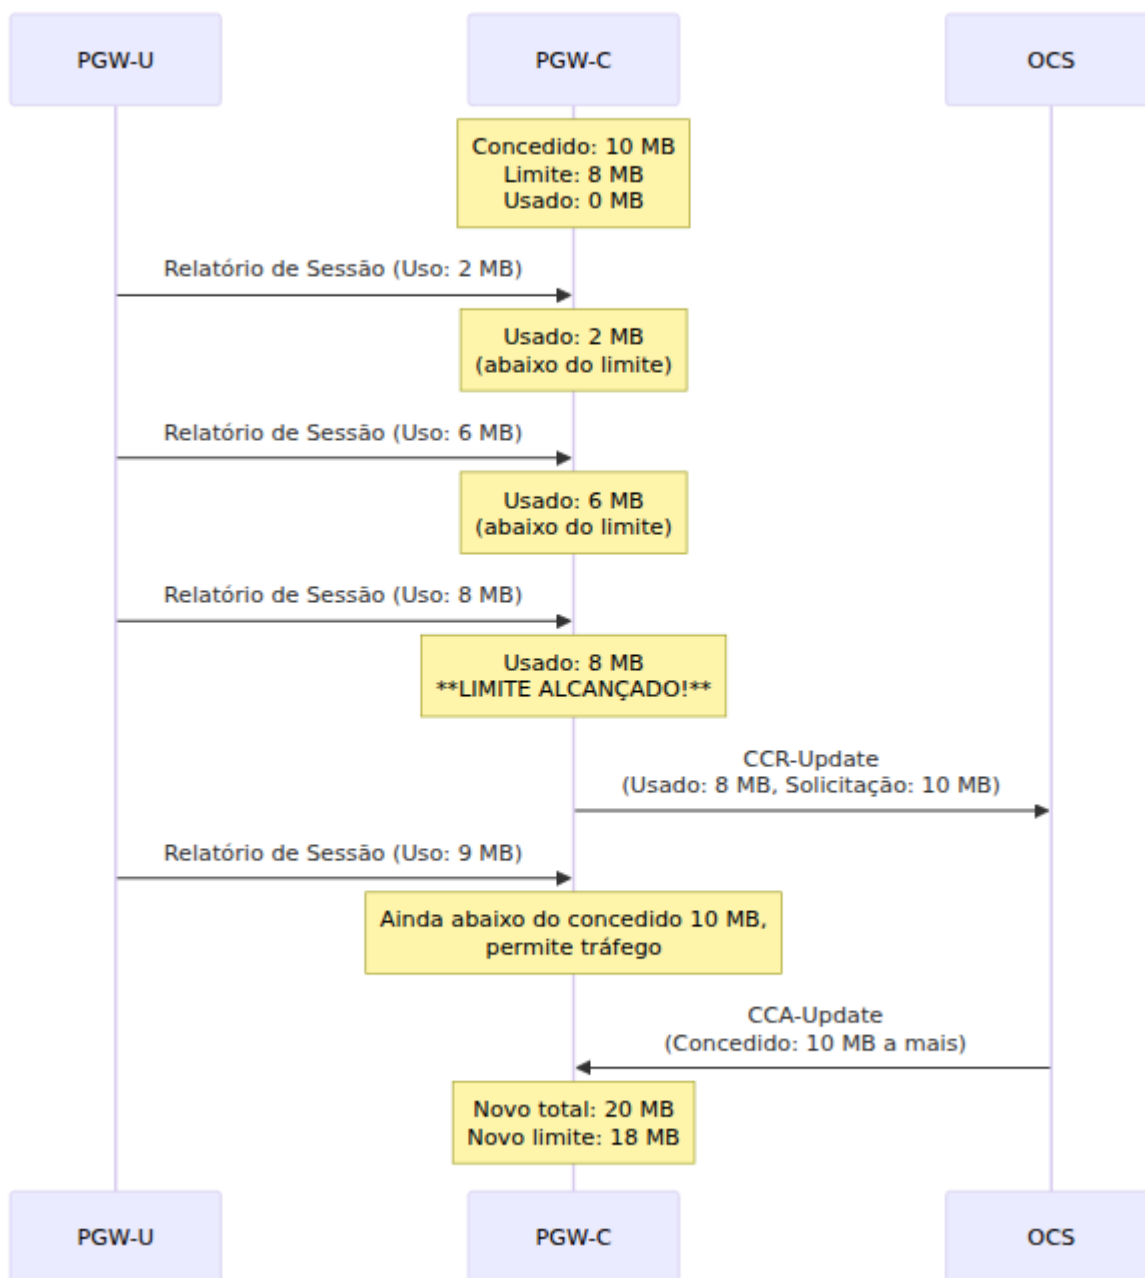 PGW-U
PGW-C
OCS
Concedido: 10 MB
Limite: 8 MB
Usado: 0 MB
Relatório de Sessão (Uso: 2 MB)
Usado: 2 MB
(abaixo do limite)
Relatório de Sessão (Uso: 6 MB)
Usado: 6 MB
(abaixo do limite)
Relatório de Sessão (Uso: 8 MB)
Usado: 8 MB
**LIMITE ALCANÇADO!**
CCR-Update
(Usado: 8 MB, Solicitação: 10 MB)
Relatório de Sessão (Uso: 9 MB)
Ainda abaixo do concedido 10 MB,
permite tráfego
CCA-Update
(Concedido: 10 MB a mais)
Novo total: 20 MB
Novo limite: 18 MB
PGW-U
PGW-C
OCS